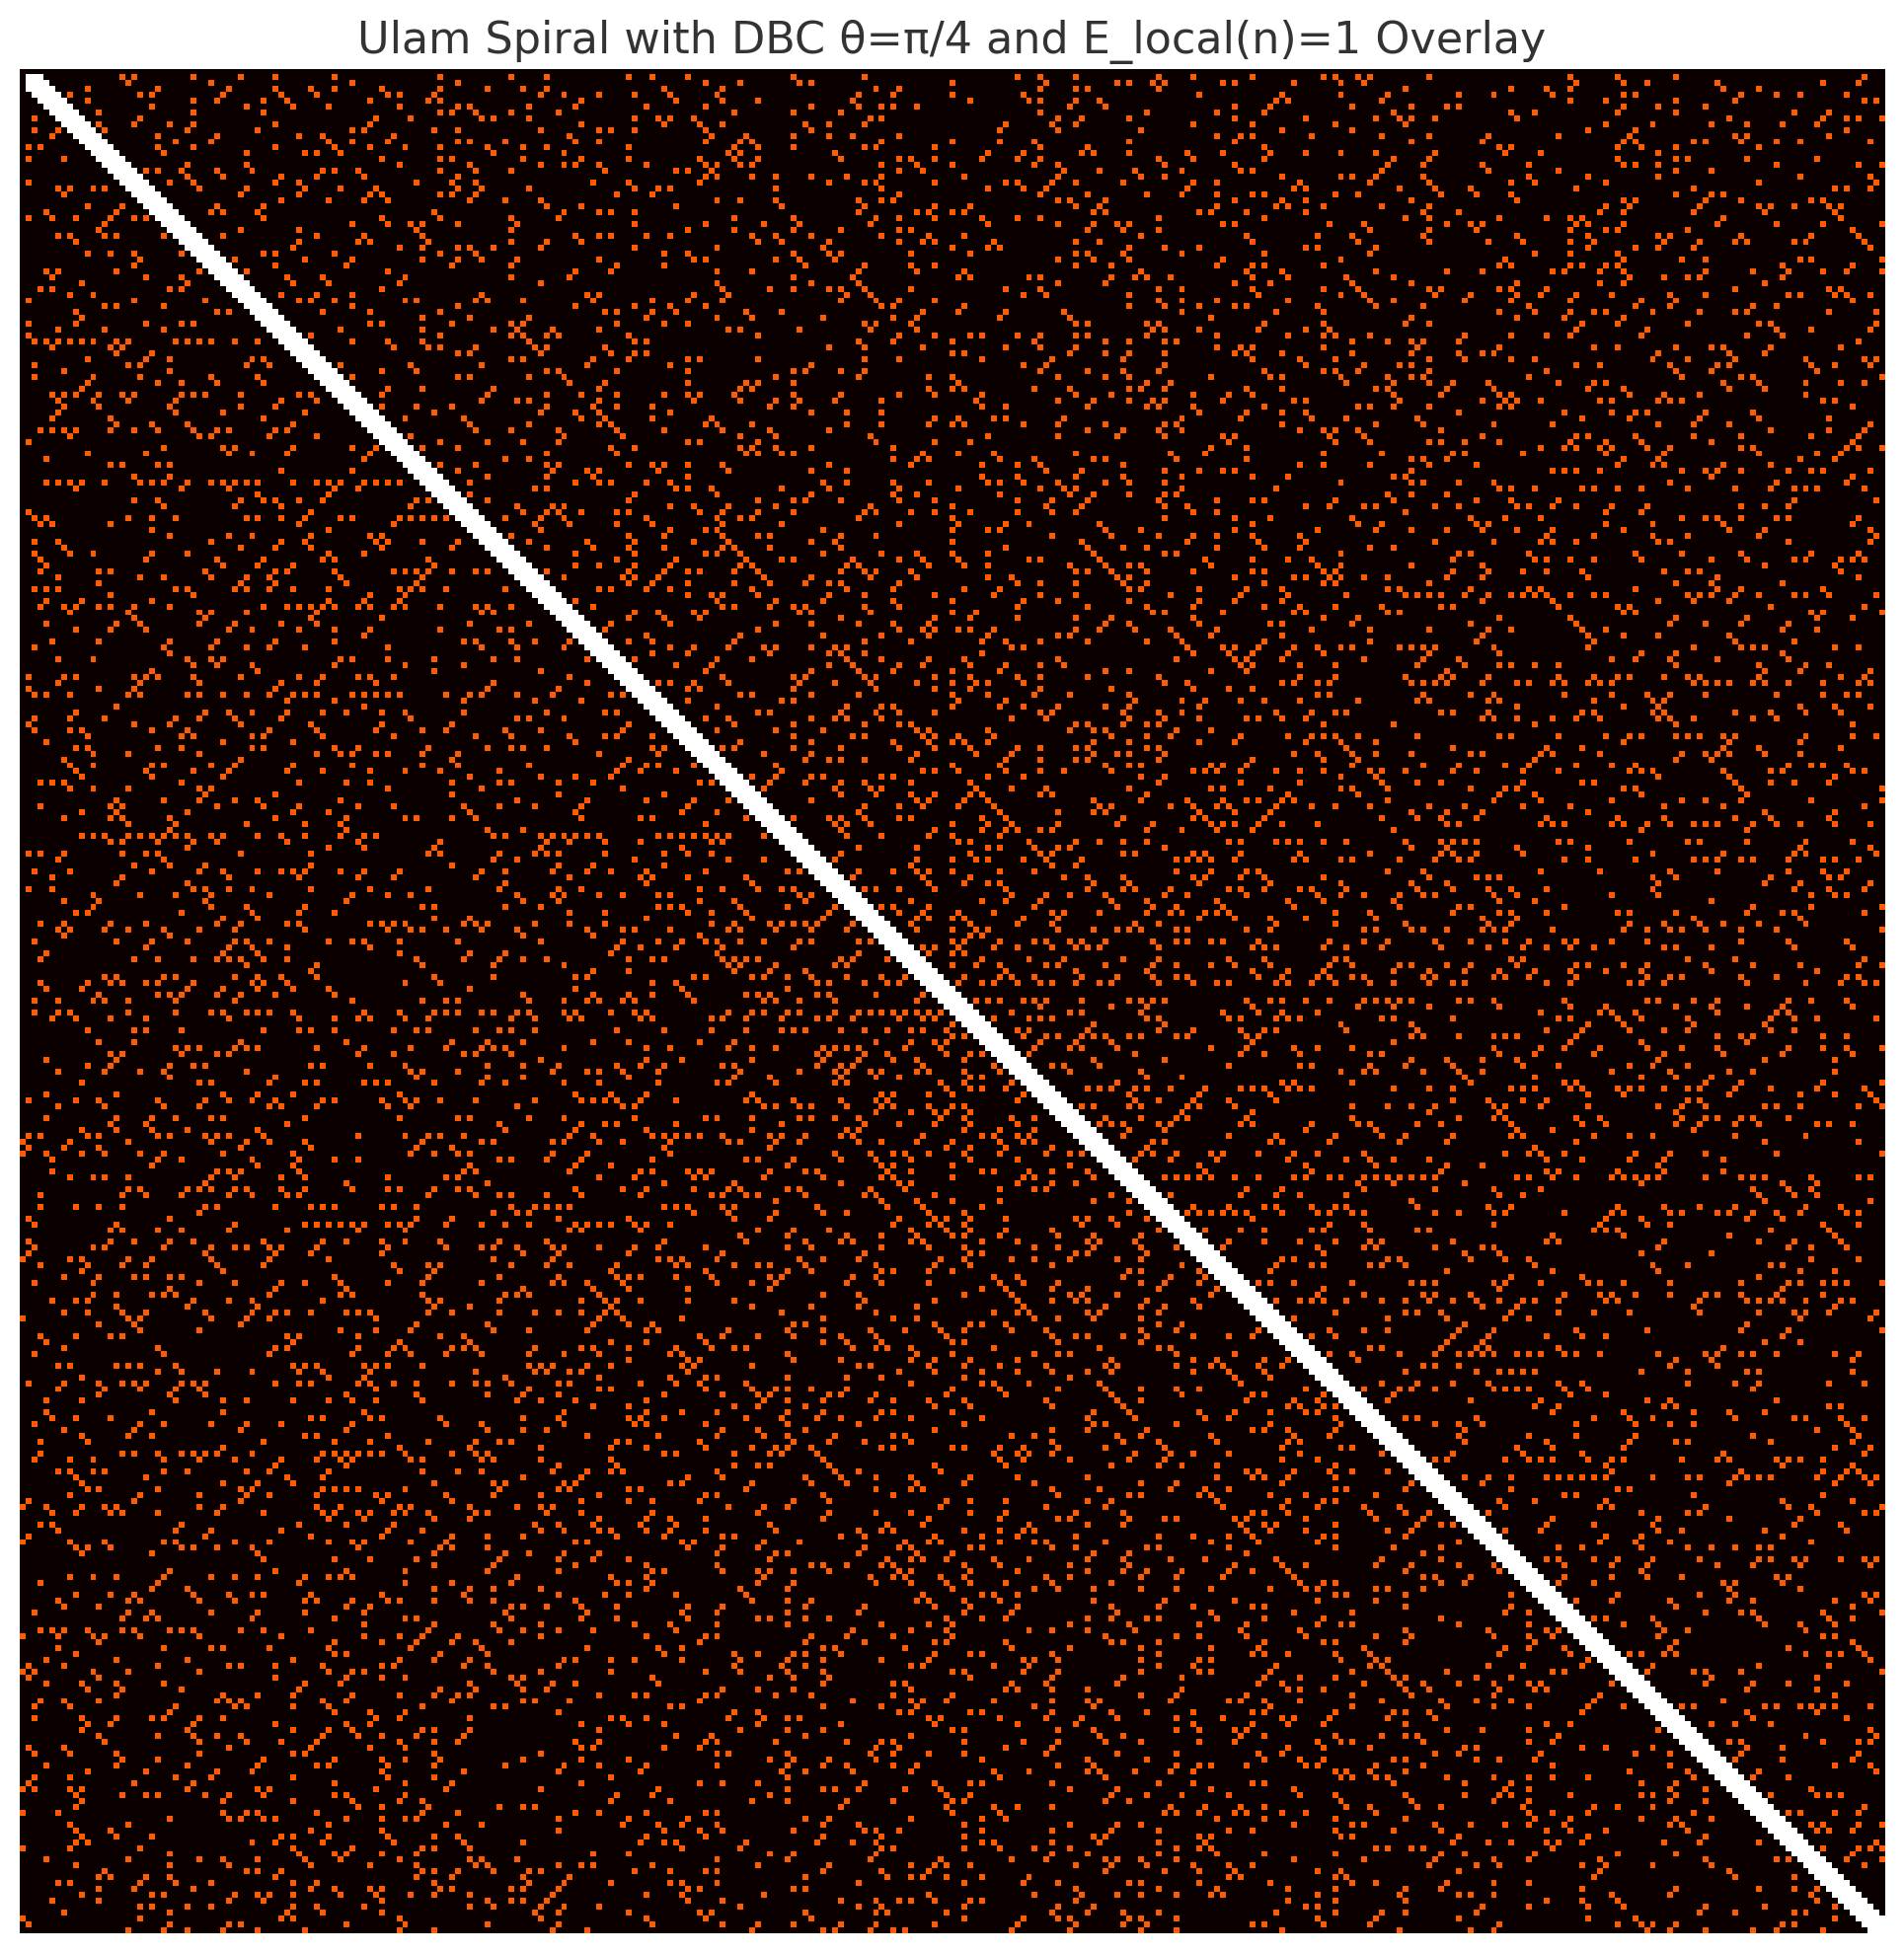 Ulam Spiral with DBC θ=π/4 and E_local(n)=1 Overlay